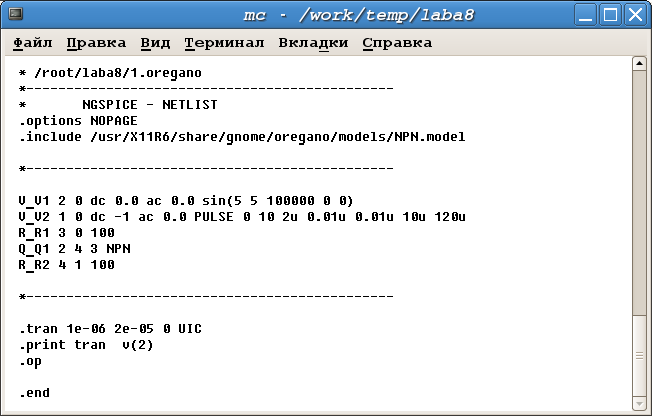 mc - /work/temp/laba8
Файл Правка Вид Терминал Вкладки Справка
* /root/laba8/1.oregano
*----------------------------------------------
*       NGSPICE - NETLIST
.options NOPAGE
.include /usr/X11R6/share/gnome/oregano/models/NPN.model
*----------------------------------------------
V_V1 2 0 dc 0.0 ac 0.0 sin(5 5 100000 0 0)
V_V2 1 0 dc -1 ac 0.0 PULSE 0 10 2u 0.01u 0.01u 10u 120u
R_R1 3 0 100
Q_Q1 2 4 3 NPN
R_R2 4 1 100
*----------------------------------------------
.tran 1e-06 2e-05 0 UIC
.print tran  v(2)
.op
.end